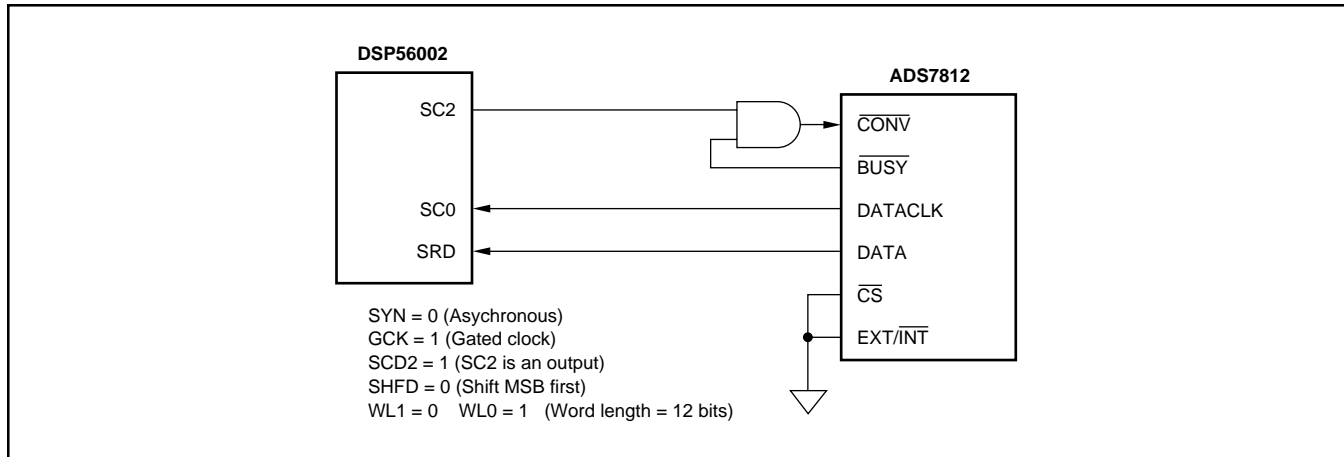 DSP56002
SC2
SC0
SRD
ADS7812
CONV
BUSY
DATACLK
DATA
CS
EXT/INT
SYN = 0 (Asychronous)
GCK = 1 (Gated clock)
SCD2 = 1 (SC2 is an output)
SHFD = 0 (Shift MSB first)
WL1 = 0 WL0 = 1 (Word length = 12 bits)